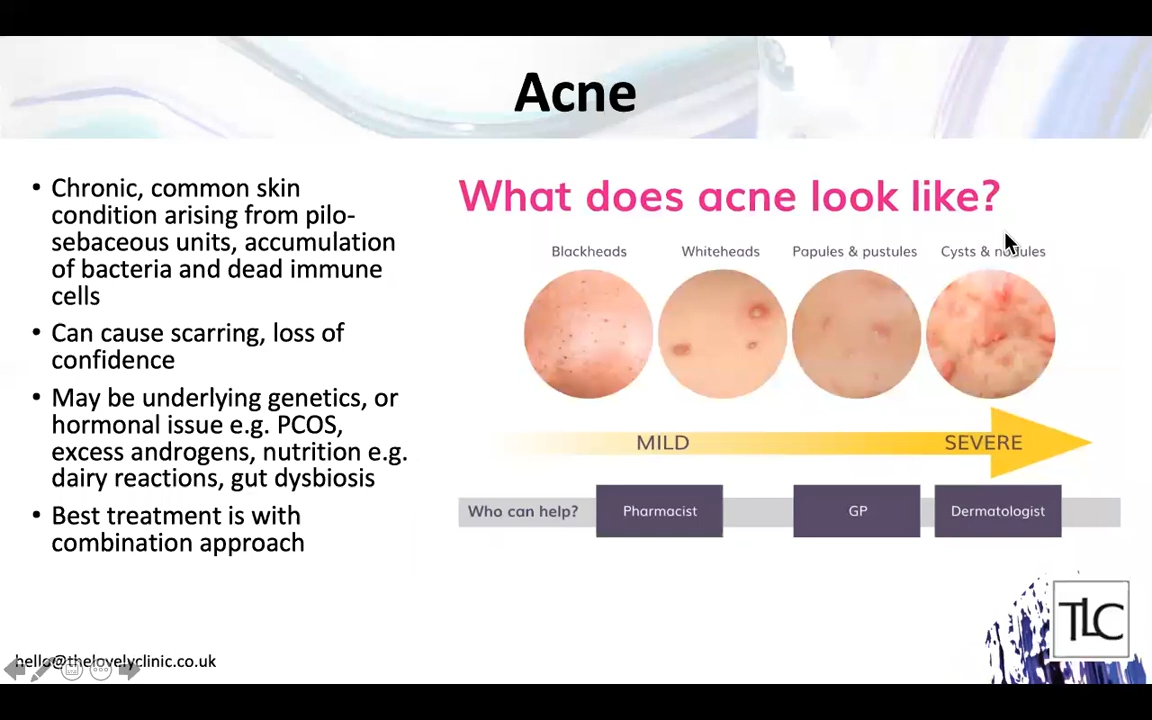 Acne
• Chronic, common skin
condition arising from pilo-
sebaceous units, accumulation
of bacteria and dead immune
cells
• Can cause scarring, loss of
confidence
• May be underlying genetics, or
hormonal issue e.g. PCOS,
excess androgens, nutrition e.g.
dairy reactions, gut dysbiosis
• Best treatment is with
combination approach
What does acne look like?
Blackheads Whiteheads Papules & pustules Cysts & nodules
MILD SEVERE
Who can help? Pharmacist GP Dermatologist
TLC
hello@thelovelyclinic.co.uk